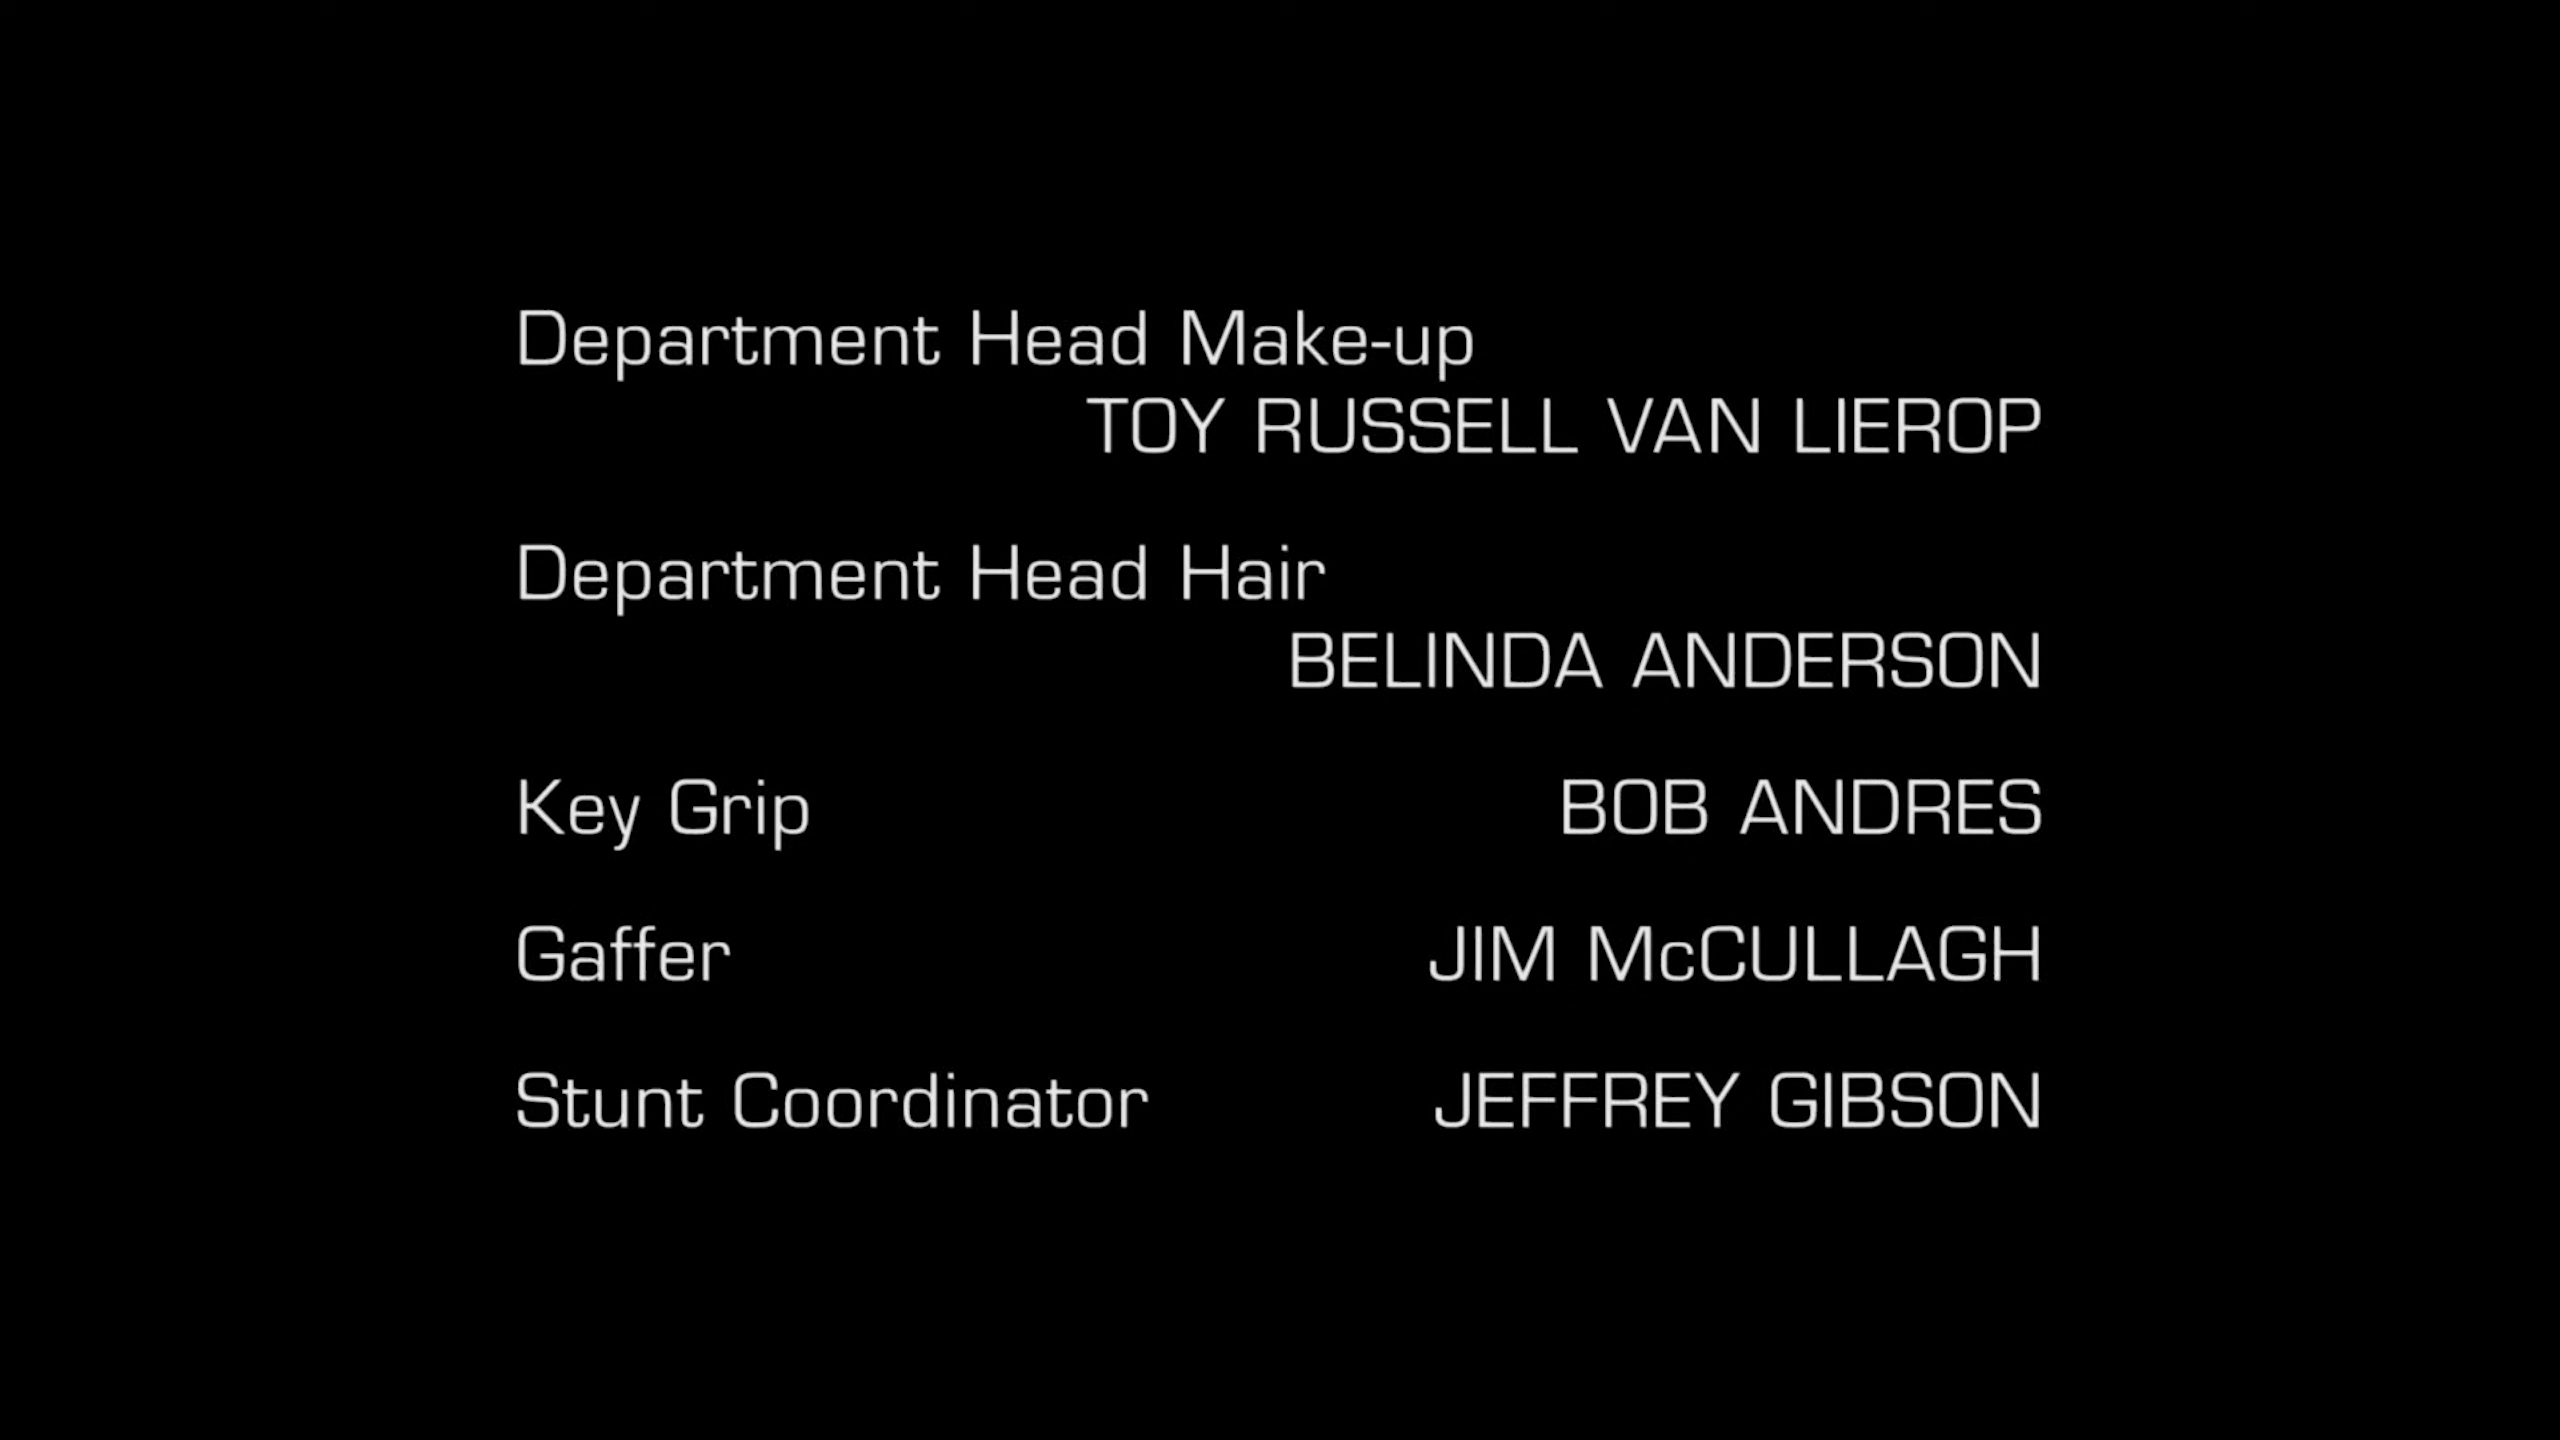 Department Head Make-up
TOY RUSSELL VAN LIEROP
Department Head Hair
BELINDA ANDERSON
Key Grip BOB ANDRES
Gaffer JIM McCULLAGH
Stunt Coordinator JEFFREY GIBSON